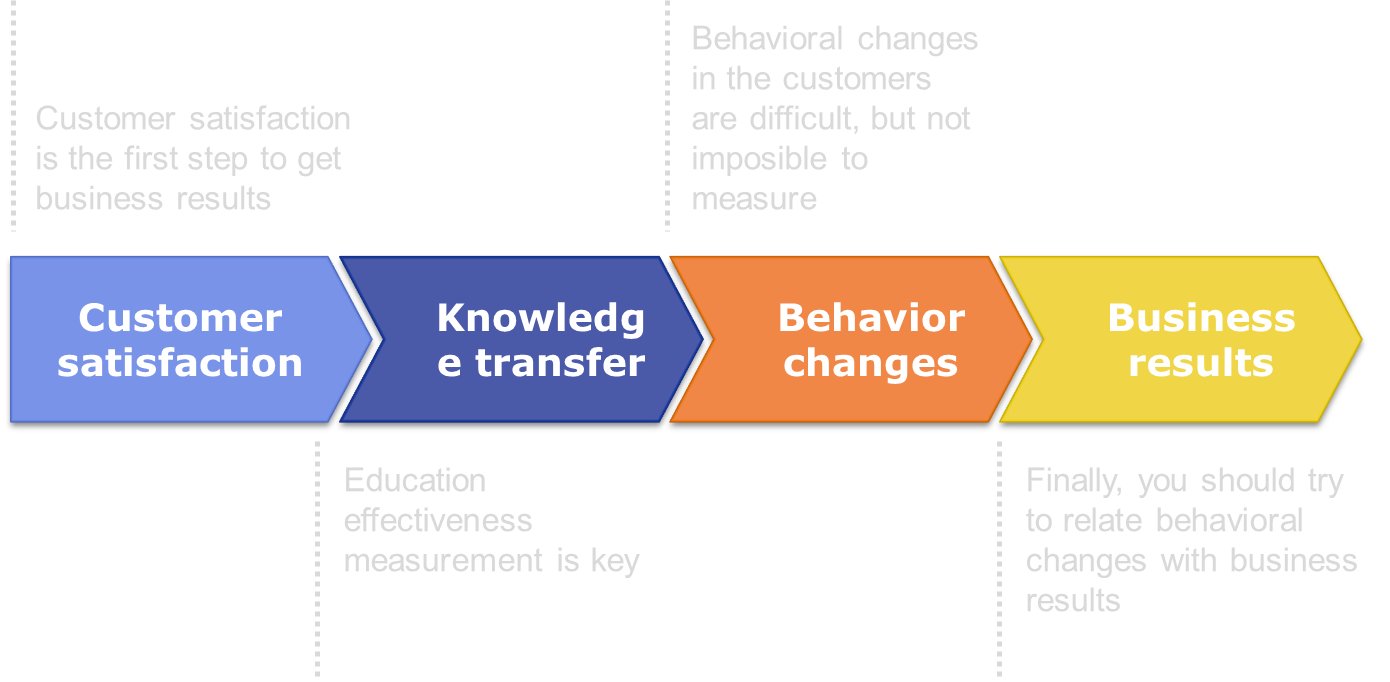 Customer satisfaction
is the first step to get
business results
Behavioral changes
in the customers
are difficult, but not
imposible to
measure
Customer
satisfaction
Knowledg
e transfer
Behavior
changes
Business
results
Education
effectiveness
measurement is key
Finally, you should try
to relate behavioral
changes with business
results